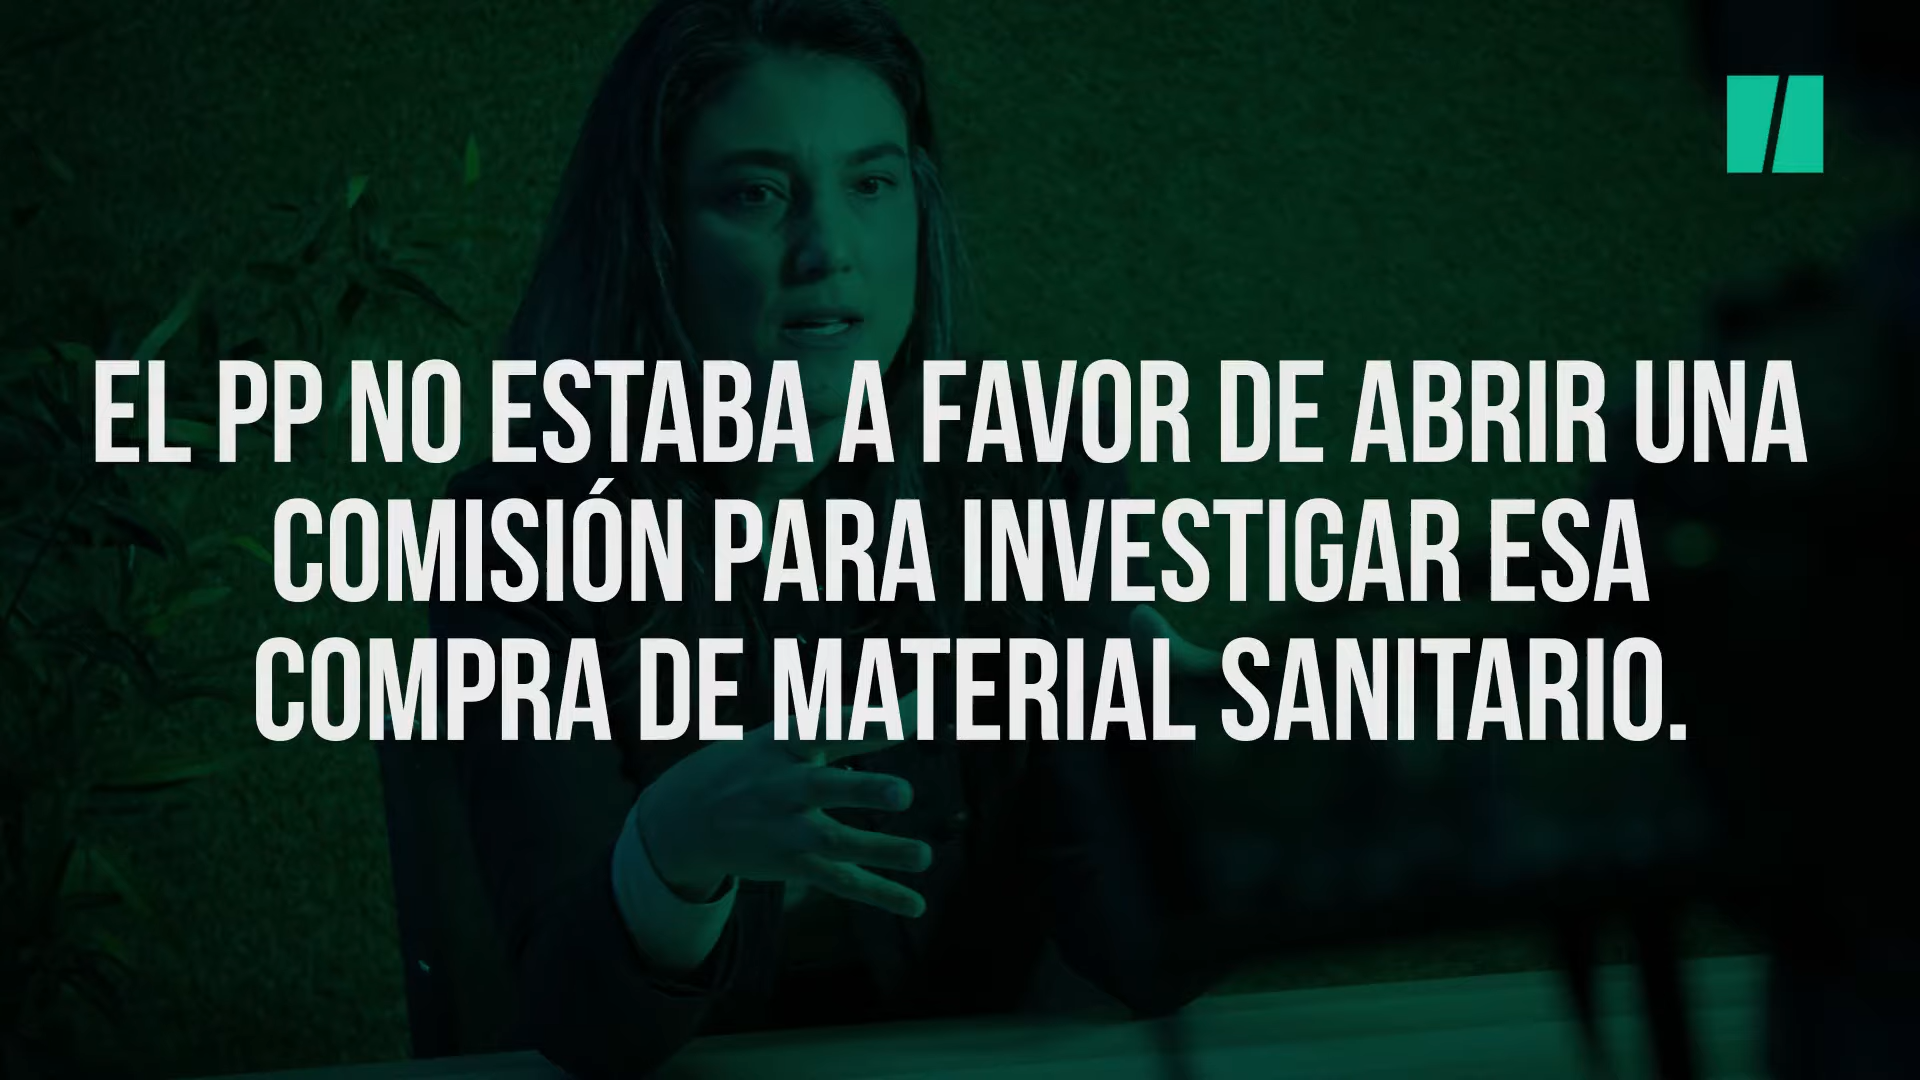 EL PP NO ESTABA A FAVOR DE ABRIR UNA
COMISIÓN PARA INVESTIGAR ESA
COMPRA DE MATERIAL SANITARIO.